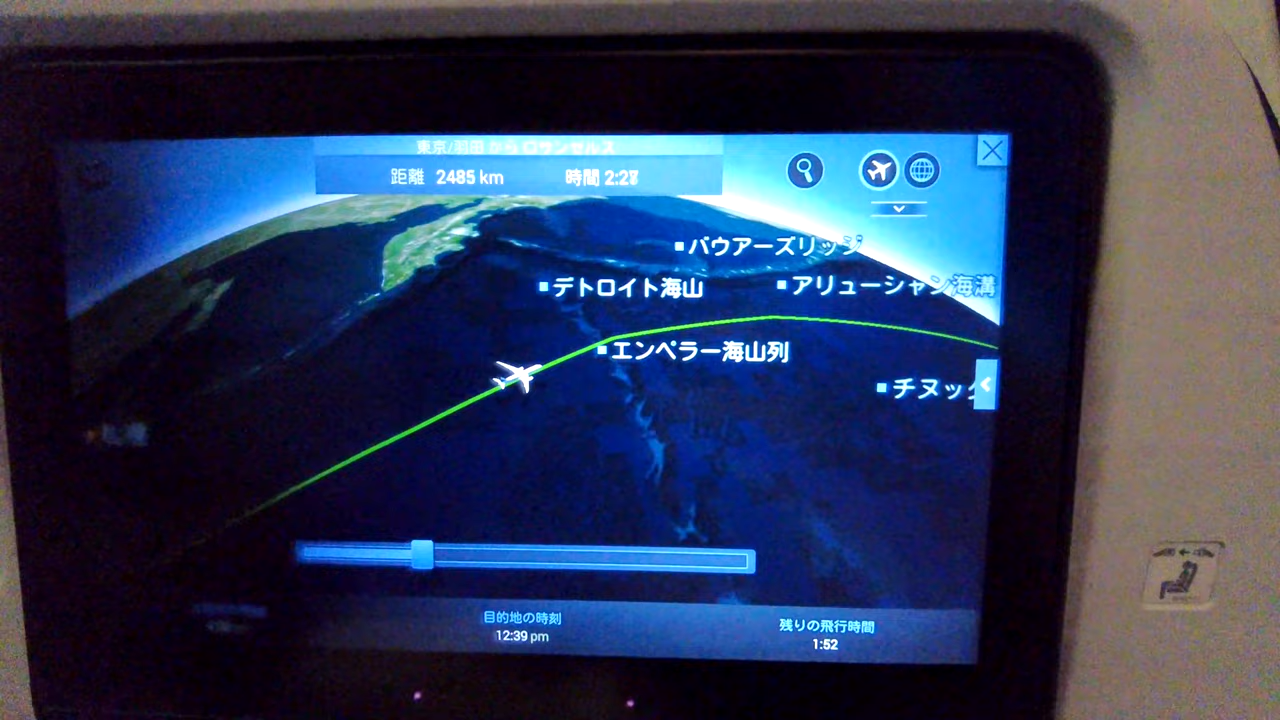 東京/羽田 から ロサンゼルス
距離 2485 km 時間 2:28
バウアーズリッジ
デトロイト海山
アリューシャン海溝
エンペラー海山列
チヌック
目的地の時刻
12:39 pm
残りの飛行時間
1:52